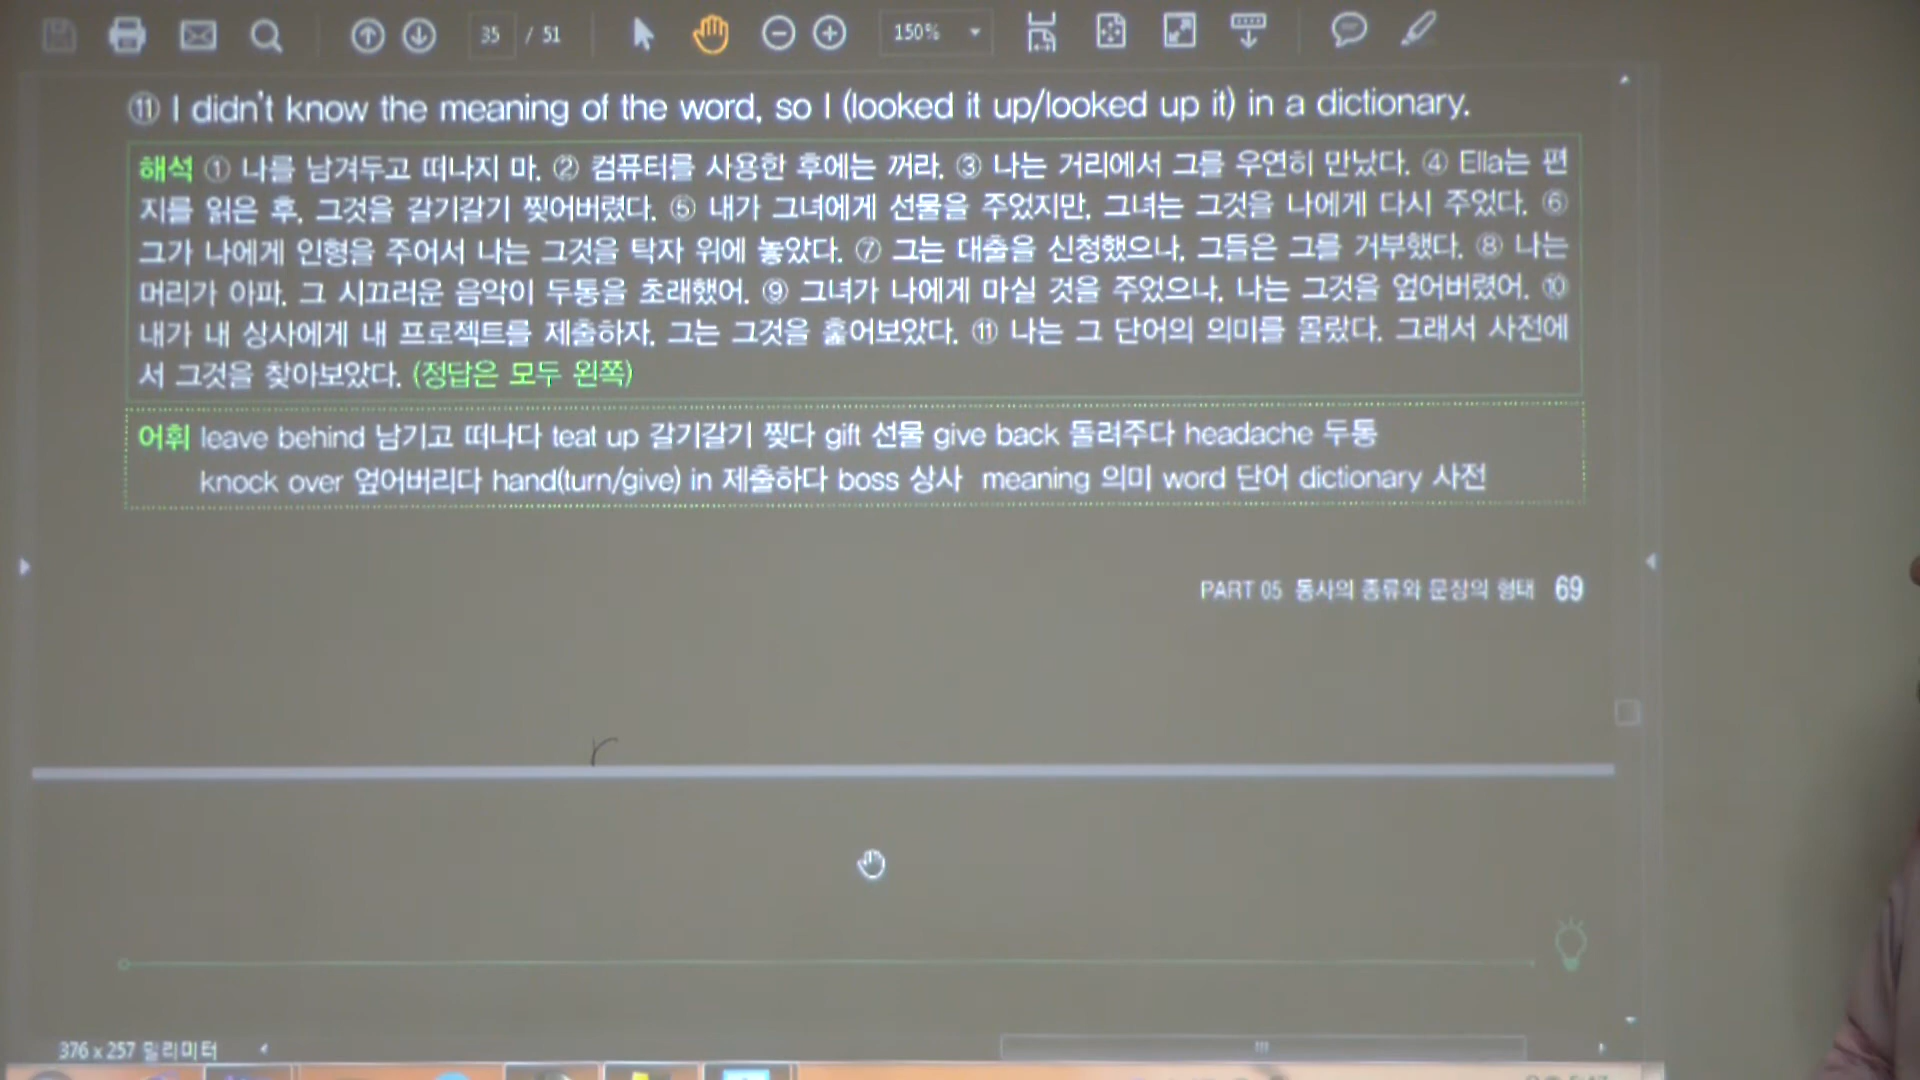 35 / 51 150%
⑪ I didn't know the meaning of the word, so I (looked it up/looked up it) in a dictionary.
해석 ① 나를 남겨두고 떠나지 마. ② 컴퓨터를 사용한 후에는 꺼라. ③ 나는 거리에서 그를 우연히 만났다. ④ Ella는 편
지를 읽은 후, 그것을 갈기갈기 찢어버렸다. ⑤ 내가 그녀에게 선물을 주었지만, 그녀는 그것을 나에게 다시 주었다. ⑥
그가 나에게 인형을 주어서 나는 그것을 탁자 위에 놓았다. ⑦ 그는 대출을 신청했으나, 그들은 그를 거부했다. ⑧ 나는
머리가 아파. 그 시끄러운 음악이 두통을 초래했어. ⑨ 그녀가 나에게 마실 것을 주었으나, 나는 그것을 엎어버렸어. ⑩
내가 내 상사에게 내 프로젝트를 제출하자, 그는 그것을 훑어보았다. ⑪ 나는 그 단어의 의미를 몰랐다. 그래서 사전에
서 그것을 찾아보았다. (정답은 모두 왼쪽)
어휘 leave behind 남기고 떠나다 teat up 갈기갈기 찢다 gift 선물 give back 돌려주다 headache 두통
knock over 엎어버리다 hand(turn/give) in 제출하다 boss 상사 meaning 의미 word 단어 dictionary 사전
PART 05 동사의 종류와 문장의 형태 69
376 x 257 밀리미터